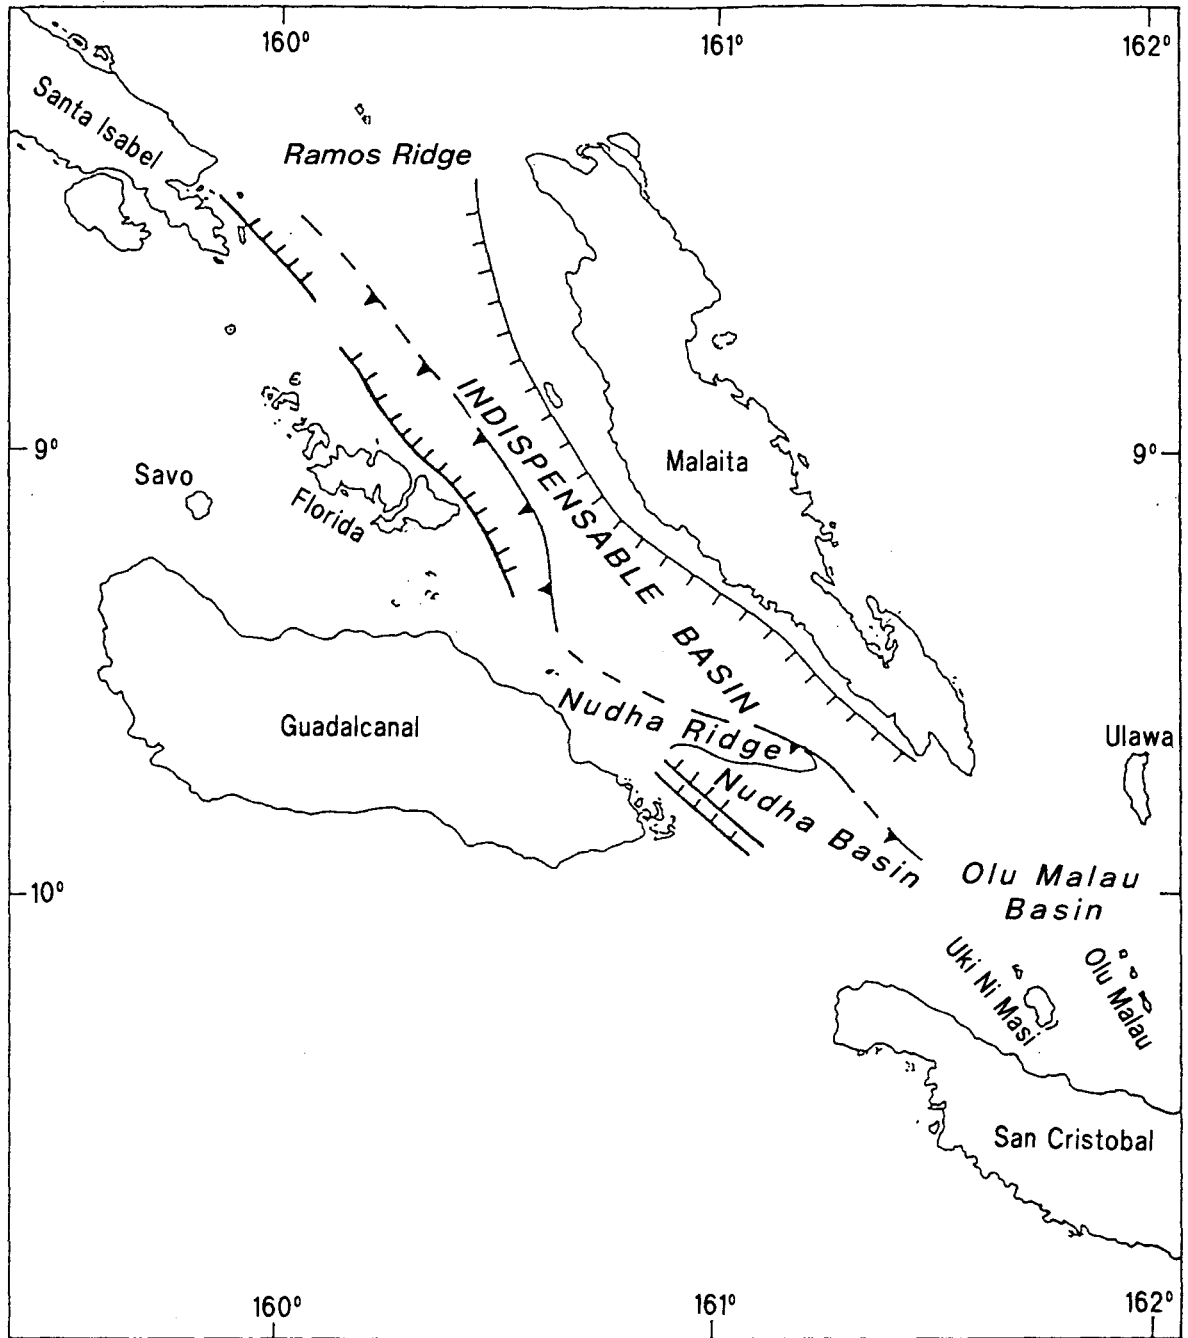 160°
161°
162°
Santa Isabel
Ramos Ridge
INDISPENSABLE BASIN
9°
9°
Malaita
Savo
Florida
Nudha Ridge
Guadalcanal
Ulawa
Nudha Basin
10°
Olu Malau
Basin
Uki Ni Masi
Olu Malau
San Cristobal
160°
161°
162°